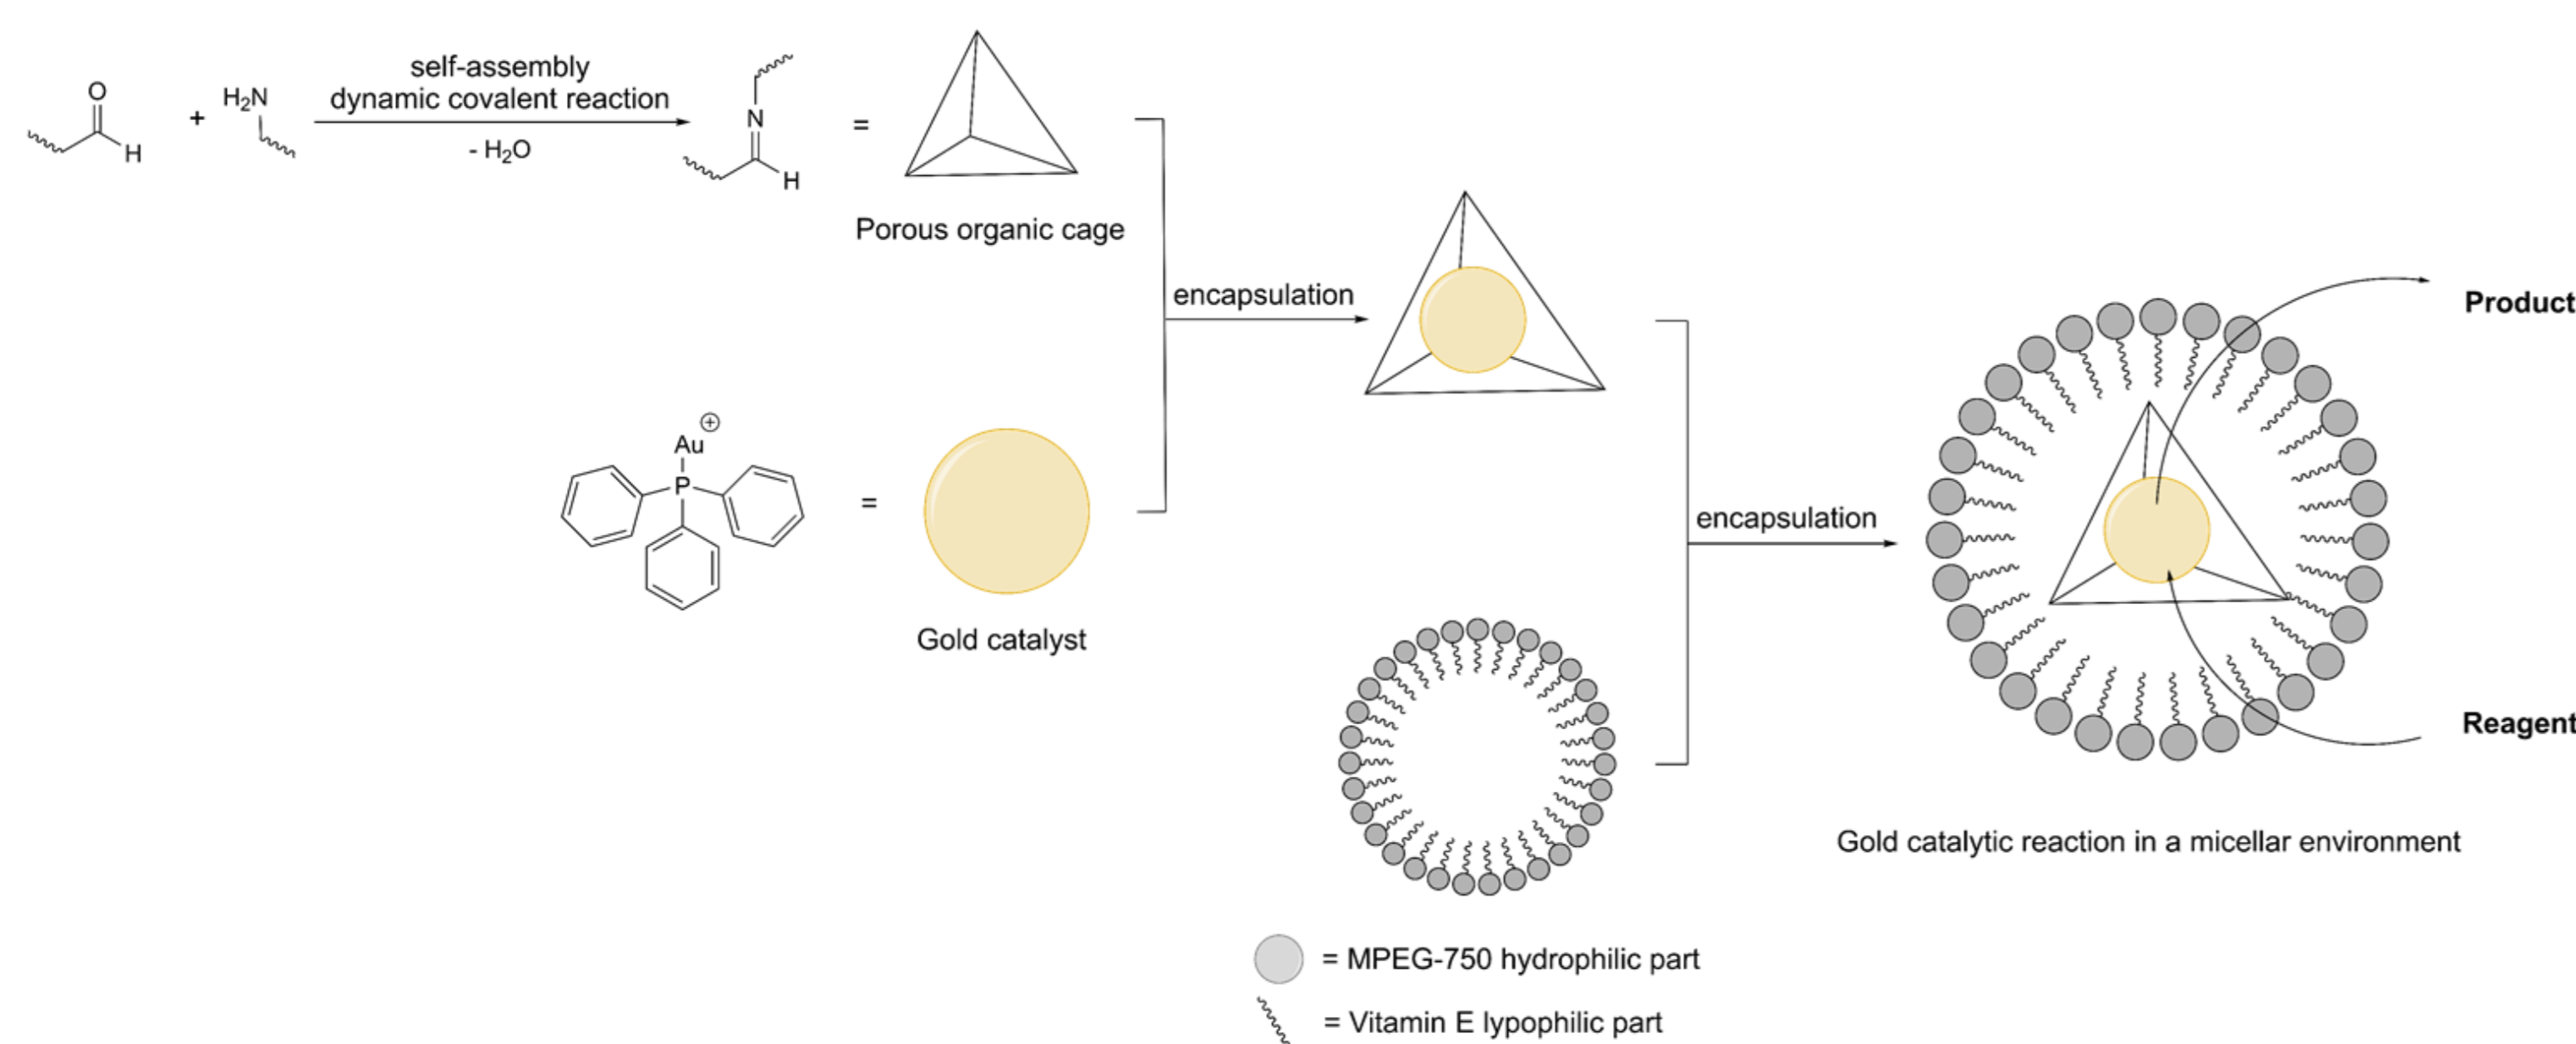 self-assembly
dynamic covalent reaction
- H2O
O
H
+
H2N
N
H
=
Porous organic cage
encapsulation
Au
⊕
P
=
Gold catalyst
encapsulation
Product
Reagent
Gold catalytic reaction in a micellar environment
= MPEG-750 hydrophilic part
= Vitamin E lypophilic part